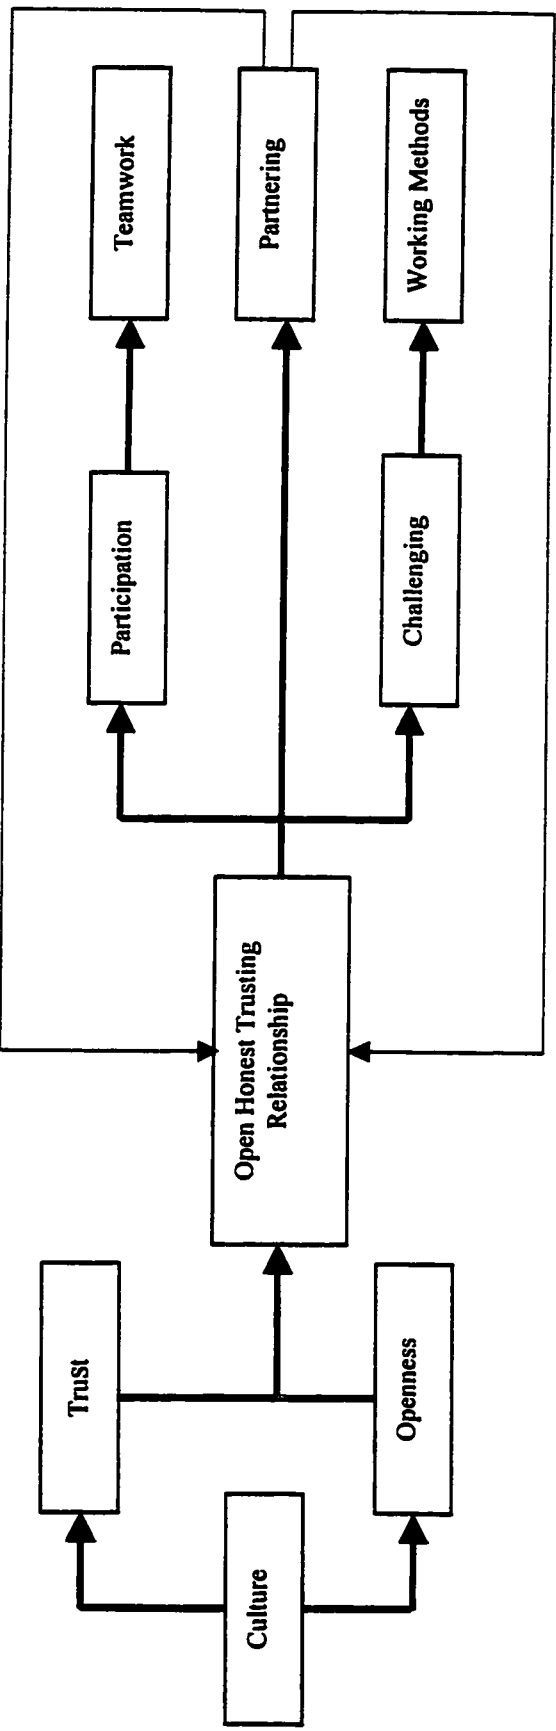 Culture
Trust
Openness
Open Honest Trusting
Relationship
Participation
Challenging
Teamwork
Partnering
Working Methods